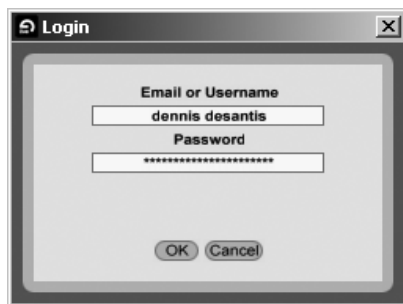 Login
Email or Username
dennis desantis
Password
**********************
OK Cancel